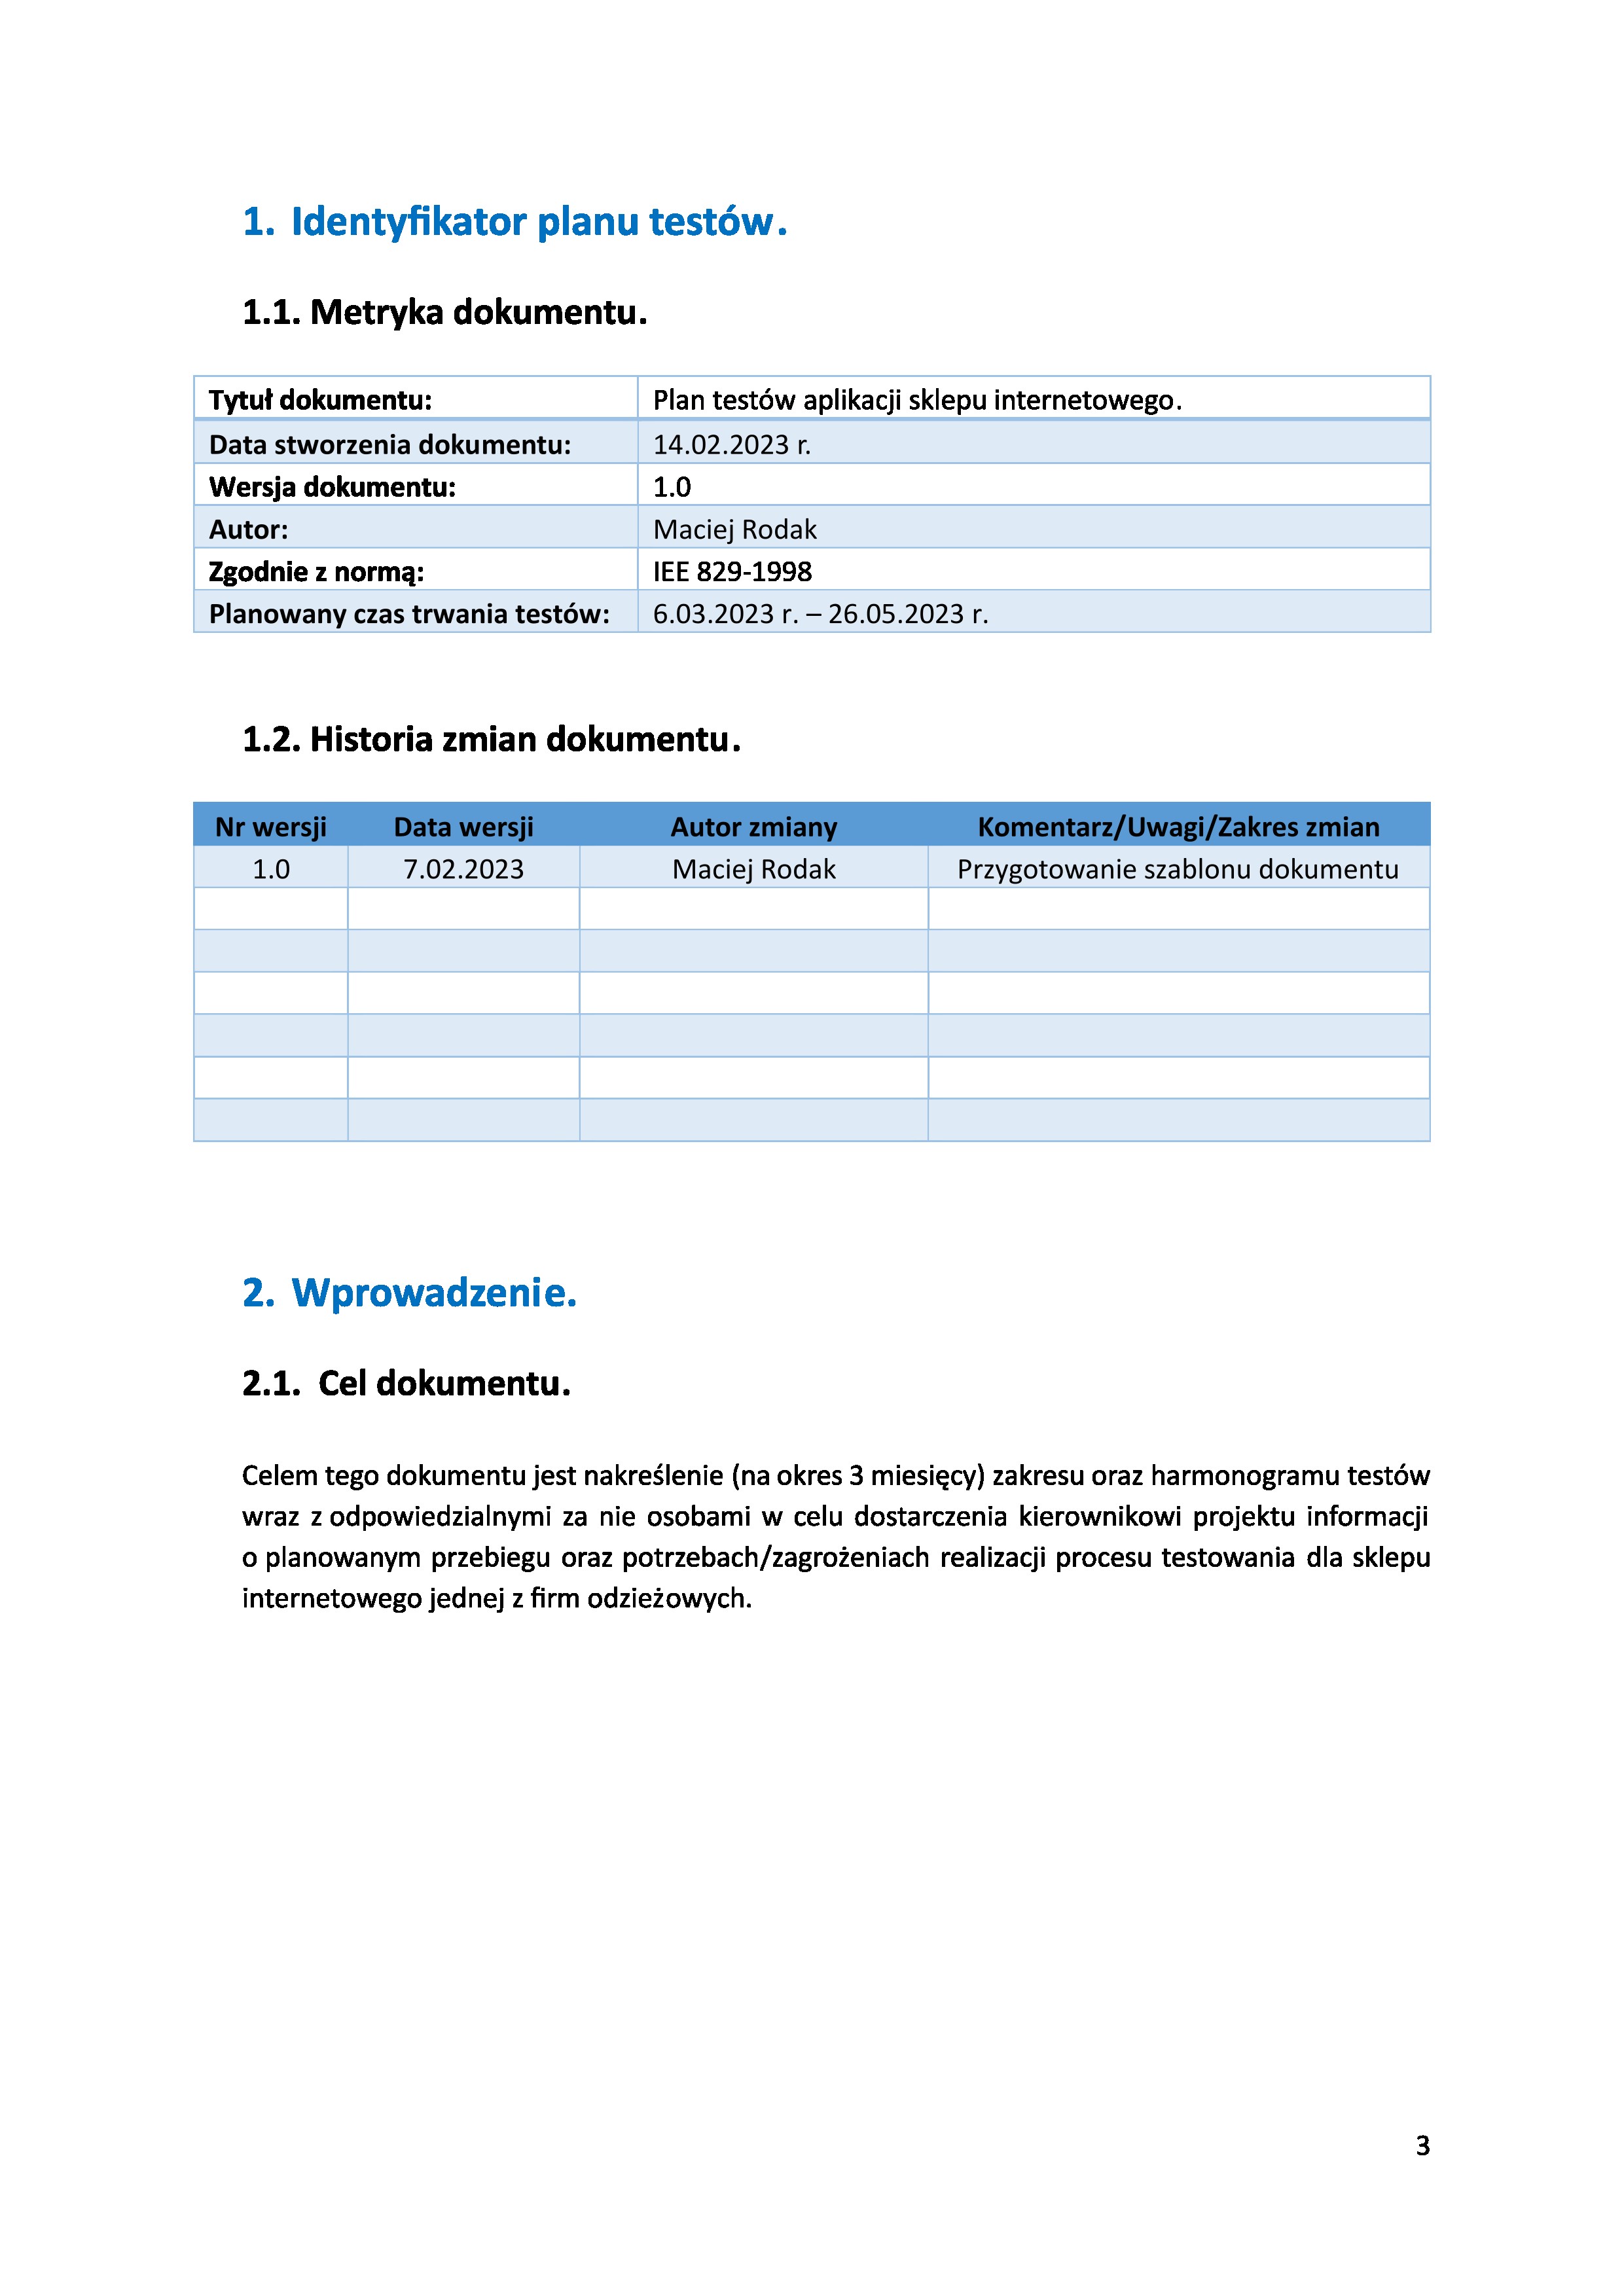 1. Identyfikator planu testów.
1.1. Metryka dokumentu.
Tytuł dokumentu: Plan testów aplikacji sklepu internetowego.
Data stworzenia dokumentu: 14.02.2023 r.
Wersja dokumentu: 1.0
Autor: Maciej Rodak
Zgodnie z normą: IEE 829-1998
Planowany czas trwania testów: 6.03.2023 r. – 26.05.2023 r.
1.2. Historia zmian dokumentu.
Nr wersji Data wersji Autor zmiany Komentarz/Uwagi/Zakres zmian
1.0 7.02.2023 Maciej Rodak Przygotowanie szablonu dokumentu
2. Wprowadzenie.
2.1. Cel dokumentu.
Celem tego dokumentu jest nakreślenie (na okres 3 miesięcy) zakresu oraz harmonogramu testów
wraz z odpowiedzialnymi za nie osobami w celu dostarczenia kierownikowi projektu informacji
o planowanym przebiegu oraz potrzebach/zagrożeniach realizacji procesu testowania dla sklepu
internetowego jednej z firm odzieżowych.
3